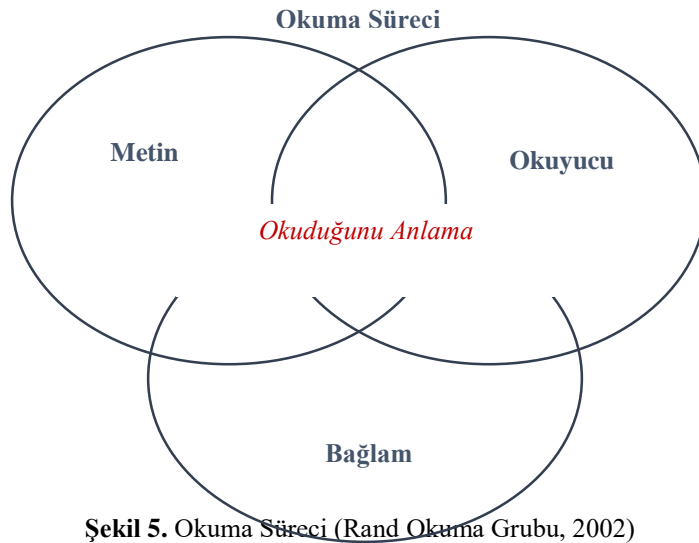 Okuma Süreci
Metin
Okuyucu
Okuduğunu Anlama
Bağlam
Şekil 5. Okuma Süreci (Rand Okuma Grubu, 2002)